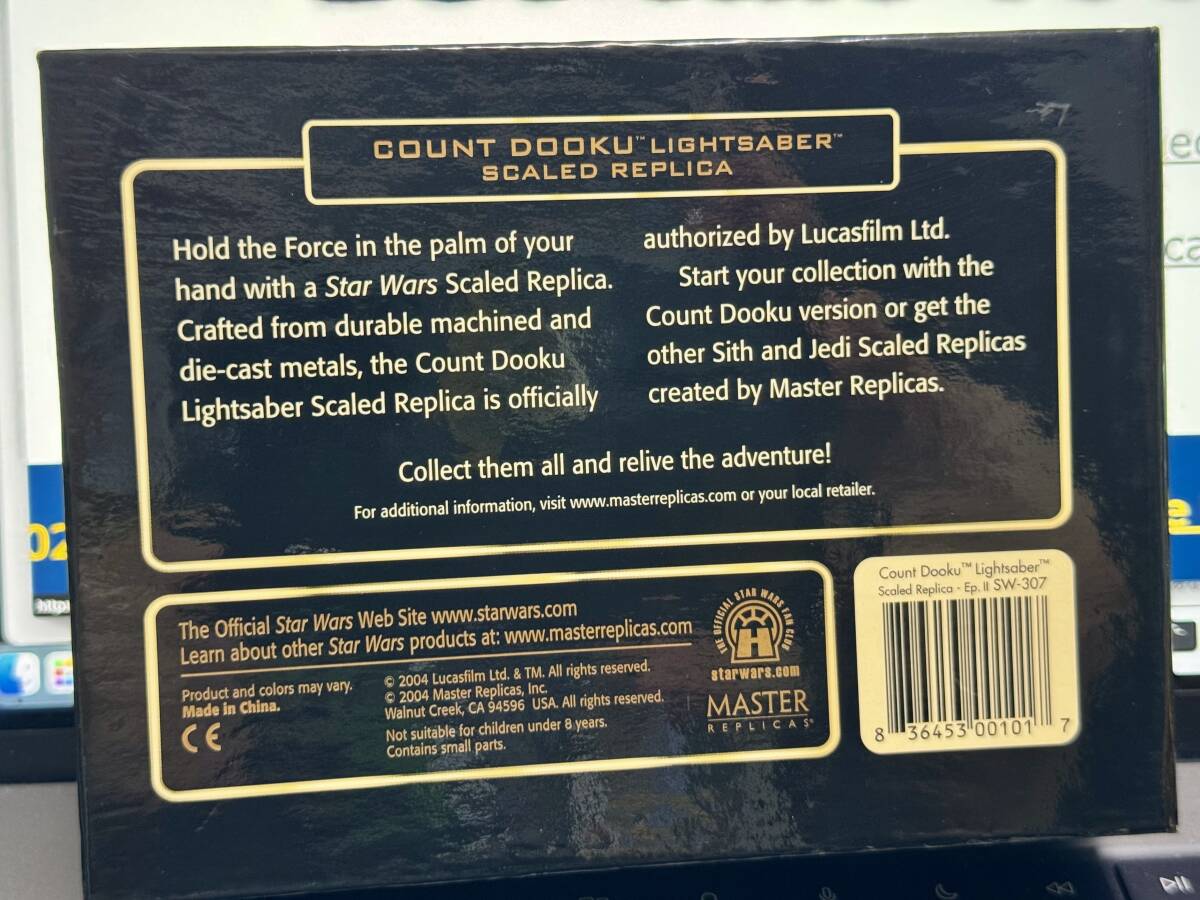 COUNT DOOKU™ LIGHTSABER™
SCALED REPLICA
Hold the Force in the palm of your
hand with a Star Wars Scaled Replica.
Crafted from durable machined and
die-cast metals, the Count Dooku
Lightsaber Scaled Replica is officially
authorized by Lucasfilm Ltd.
Start your collection with the
Count Dooku version or get the
other Sith and Jedi Scaled Replicas
created by Master Replicas.
Collect them all and relive the adventure!
For additional information, visit www.masterreplicas.com or your local retailer.
The Official Star Wars Web Site www.starwars.com
Learn about other Star Wars products at: www.masterreplicas.com
Product and colors may vary.
Made in China.
CE
© 2004 Lucasfilm Ltd. & TM. All rights reserved.
© 2004 Master Replicas, Inc.
Walnut Creek, CA 94596 USA. All rights reserved.
Not suitable for children under 8 years.
Contains small parts.
THE OFFICIAL STAR WARS FAN CLUB
H
starwars.com
MASTER
REPLICAS®
Count Dooku™ Lightsaber™
Scaled Replica - Ep. II SW-307
8 36453 00101 7
02
http
ec
ca
e